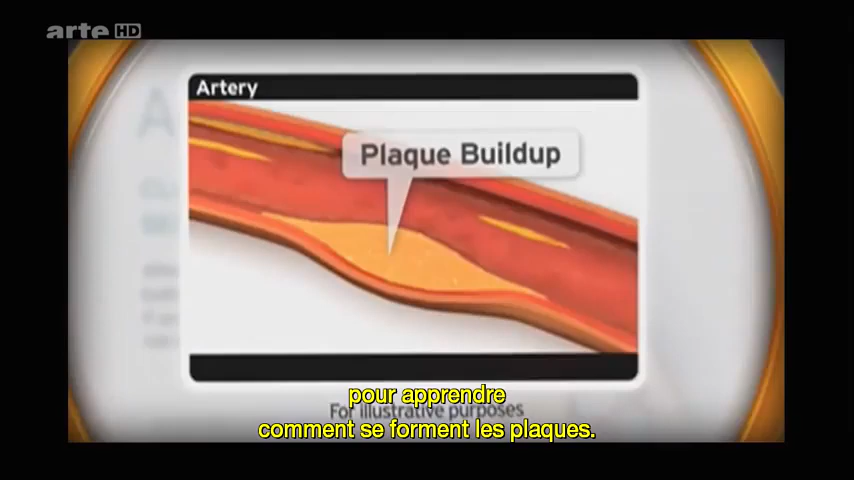 arte HD
Artery
Plaque Buildup
pour apprendre
For illustrative purposes
comment se forment les plaques.